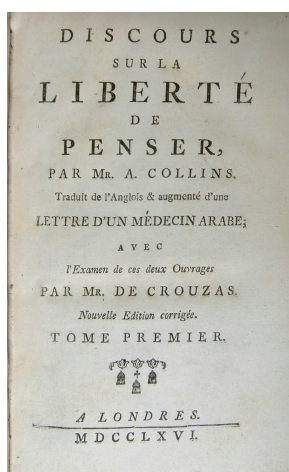 DISCOURS
SUR LA
LIBERTÉ
DE
PENSER,
PAR MR. A. COLLINS.
Traduit de l'Anglois & augmenté d'une
LETTRE D'UN MÉDECIN ARABE;
AVEC
l'Examen de ces deux Ouvrages
PAR MR. DE CROUZAS.
Nouvelle Edition corrigée.
TOME PREMIER.
A LONDRES.
MDCCLXVI.